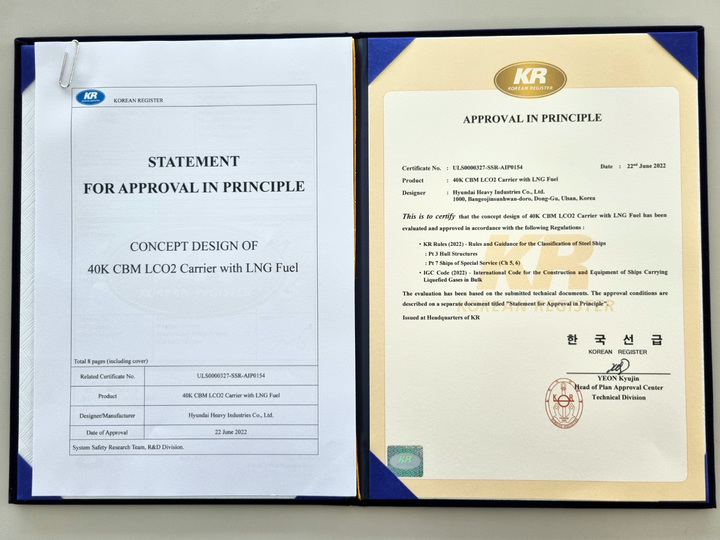 KR
KOREAN REGISTER
KOREAN REGISTER
STATEMENT
FOR APPROVAL IN PRINCIPLE
CONCEPT DESIGN OF
40K CBM LCO2 Carrier with LNG Fuel
Total 8 pages (including cover)
Related Certificate No. ULS0000327-SSR-AIP0154
Product 40K CBM LCO2 Carrier with LNG Fuel
Designer/Manufacturer Hyundai Heavy Industries Co., Ltd.
Date of Approval 22 June 2022
System Safety Research Team, R&D Division.
KR
KOREAN REGISTER
APPROVAL IN PRINCIPLE
Certificate No. : ULS0000327-SSR-AIP0154 Date : 22nd June 2022
Product : 40K CBM LCO2 Carrier with LNG Fuel
Designer : Hyundai Heavy Industries Co., Ltd.
1000, Bangeojinsunhwan-doro, Dong-Gu, Ulsan, Korea
This is to certify that the concept design of 40K CBM LCO2 Carrier with LNG Fuel has been
evaluated and approved in accordance with the following Regulations :
• KR Rules (2022) - Rules and Guidance for the Classification of Steel Ships
: Pt 3 Hull Structures
: Pt 7 Ships of Special Service (Ch 5, 6)
• IGC Code (2022) - International Code for the Construction and Equipment of Ships Carrying
Liquefied Gases in Bulk
The evaluation has been based on the submitted technical documents. The approval conditions are
described on a separate document titled "Statement for Approval in Principle".
KR
KOREAN REGISTER
Issued at Headquarters of KR
한국선급
KOREAN REGISTER
YEON Kyujin
Head of Plan Approval Center
Technical Division
KR